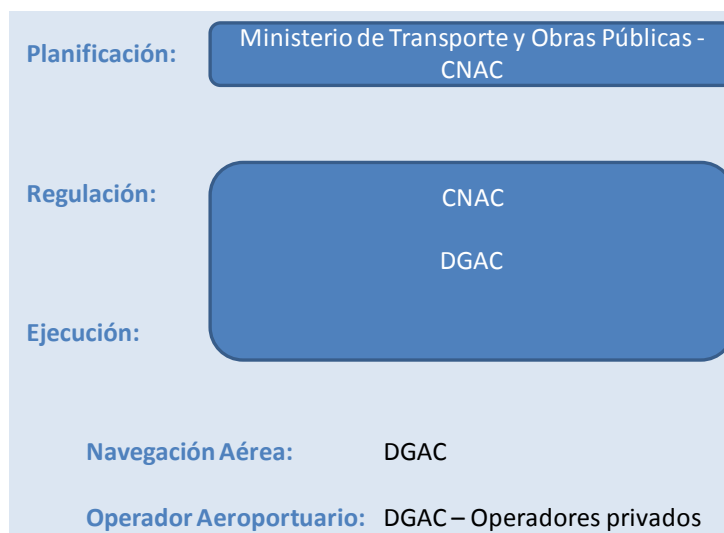 Planificación:
Ministerio de Transporte y Obras Públicas -
CNAC
Regulación:
CNAC
DGAC
Ejecución:
Navegación Aérea: DGAC
Operador Aeroportuario: DGAC – Operadores privados